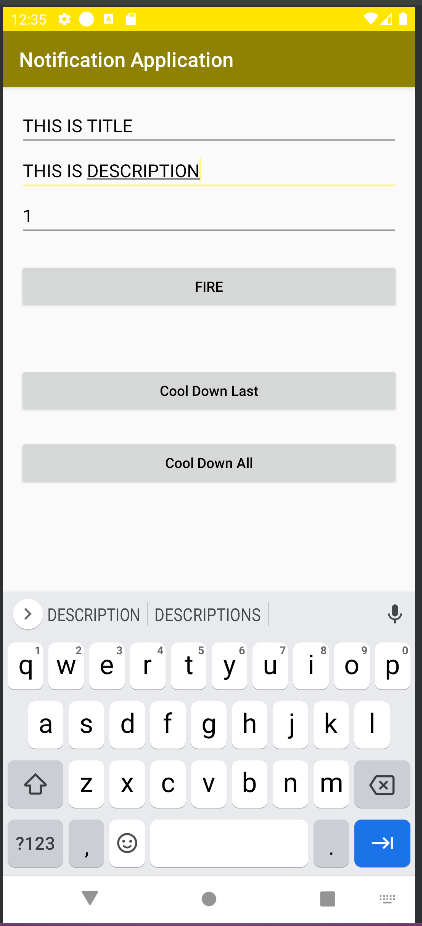 12:35
Notification Application
THIS IS TITLE
THIS IS DESCRIPTION
1
FIRE
Cool Down Last
Cool Down All
DESCRIPTION DESCRIPTIONS
1 2 3 4 5 6 7 8 9 0
q w e r t y u i o p
a s d f g h j k l
z x c v b n m
?123 , .